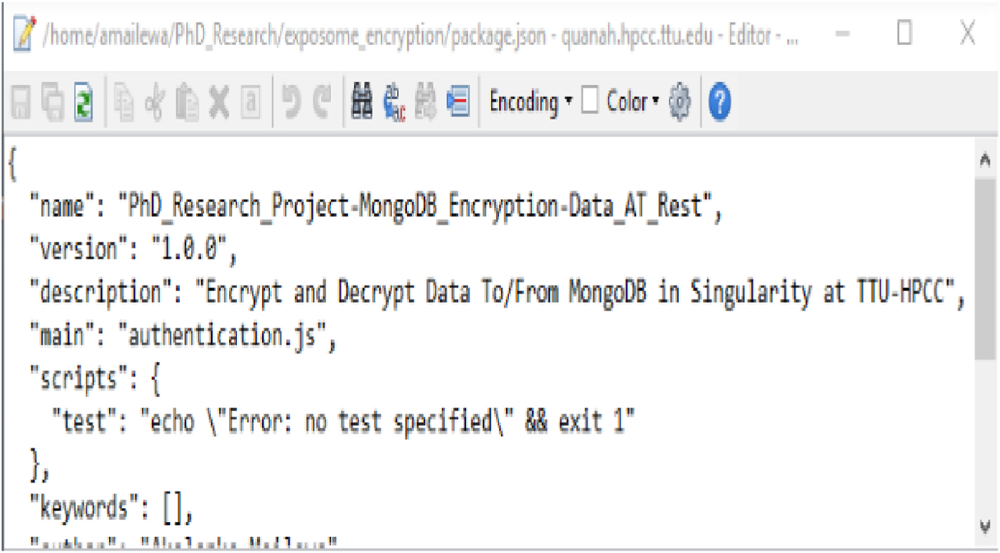 /home/amailewa/PhD_Research/exposome_encryption/package.json - quanah.hpcc.ttu.edu - Editor - ...
Encoding Color
{
"name": "PhD_Research_Project-MongoDB_Encryption-Data_AT_Rest",
"version": "1.0.0",
"description": "Encrypt and Decrypt Data To/From MongoDB in Singularity at TTU-HPCC",
"main": "authentication.js",
"scripts": {
"test": "echo \"Error: no test specified\" && exit 1"
},
"keywords": [],
"author":